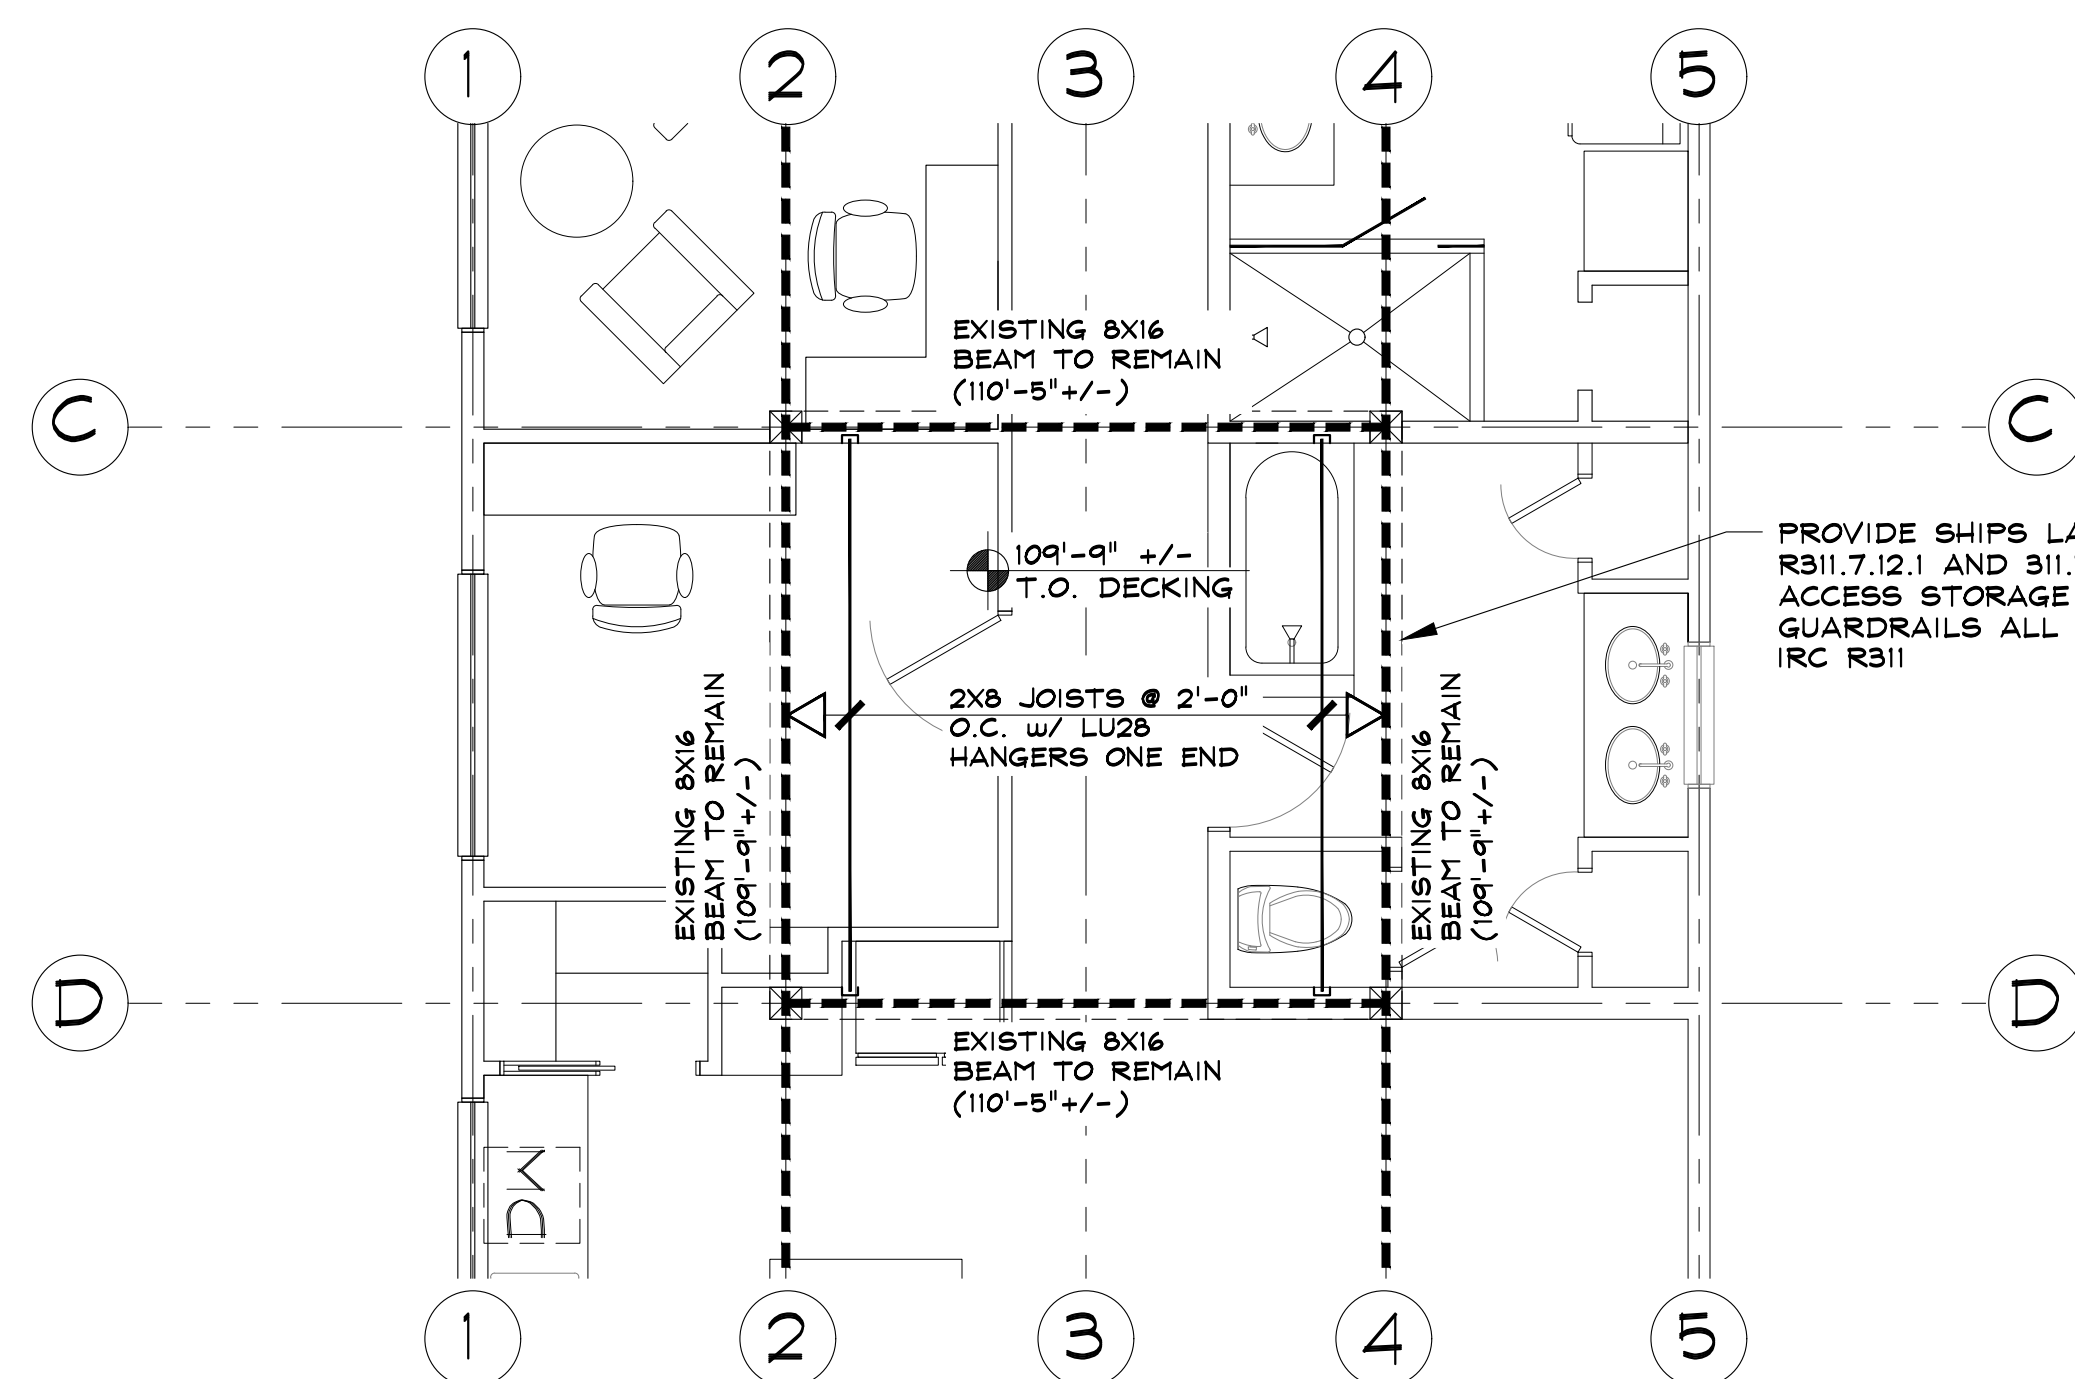 1 2 3 4 5
EXISTING 8X16
BEAM TO REMAIN
(110'-5"+/-)
C C
PROVIDE SHIPS
R311.7.12.1 AND 311.
ACCESS STORAGE
GUARDRAILS ALL
IRC R311
109'-9" +/-
T.O. DECKING
2X8 JOISTS @ 2'-0"
O.C. w/ LU28
HANGERS ONE END
EXISTING 8X16
BEAM TO REMAIN
(109'-9"+/-)
EXISTING 8X16
BEAM TO REMAIN
(109'-9"+/-)
D D
EXISTING 8X16
BEAM TO REMAIN
(110'-5"+/-)
1 2 3 4 5